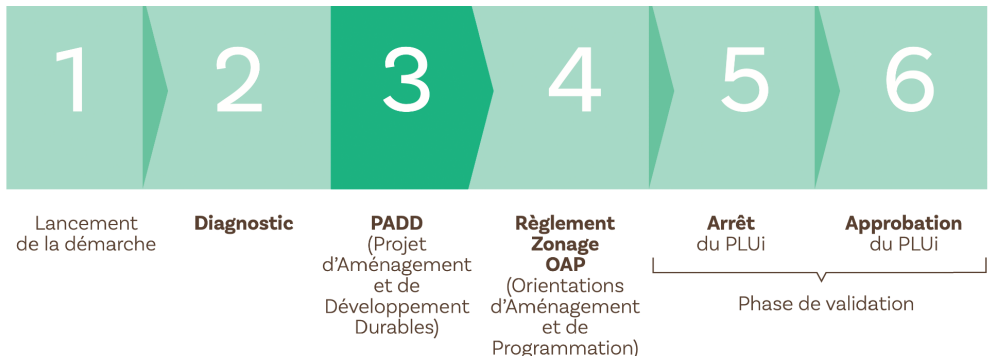 1
2
3
4
5
6
Lancement
de la démarche
Diagnostic
PADD
(Projet
d'Aménagement
et de
Développement
Durables)
Règlement
Zonage
OAP
(Orientations
d'Aménagement
et de
Programmation)
Arrêt
du PLUi
Approbation
du PLUi
Phase de validation